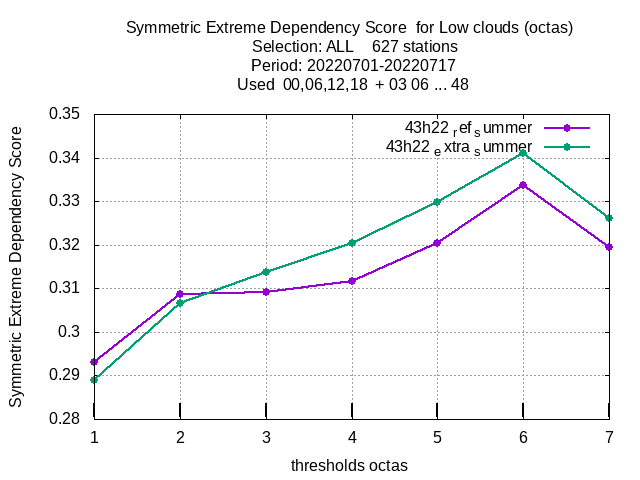 Symmetric Extreme Dependency Score  for Low clouds (octas)
Selection: ALL    627 stations
Period: 20220701-20220717
Used  00,06,12,18  + 03 06 ... 48
43h22 ref summer
43h22 extra summer
Symmetric Extreme Dependency Score
0.35
0.34
0.33
0.32
0.31
0.3
0.29
0.28
1 2 3 4 5 6 7
thresholds octas